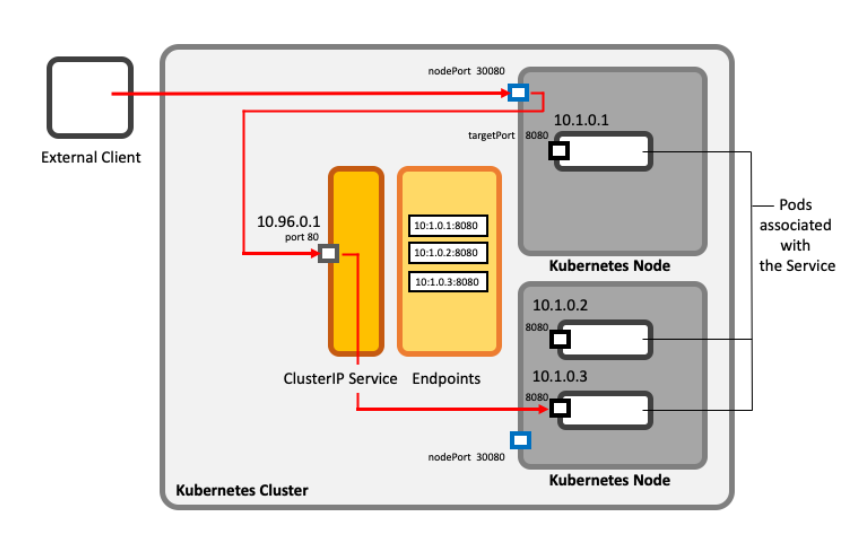 nodePort 30080
External Client
10.1.0.1
targetPort 8080
10.96.0.1
port 80
10:1.0.1:8080
10:1.0.2:8080
10:1.0.3:8080
Pods
associated
with
the Service
Kubernetes Node
10.1.0.2
8080
ClusterIP Service
Endpoints
10.1.0.3
8080
nodePort 30080
Kubernetes Node
Kubernetes Cluster